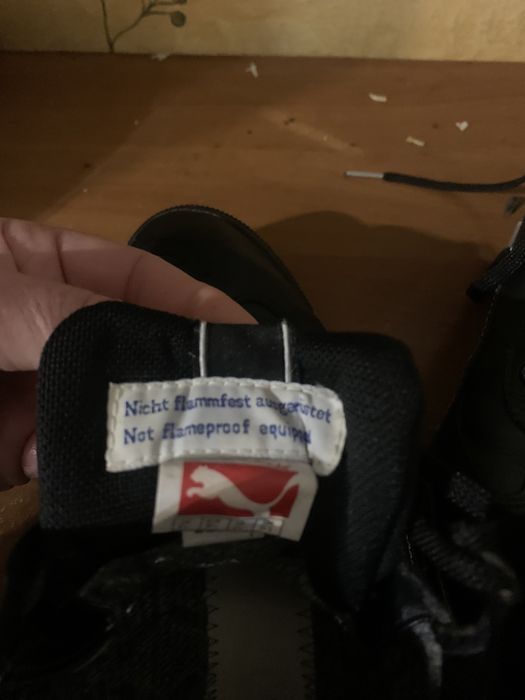 Nicht flammfest ausgerüstet
Not flameproof equipped